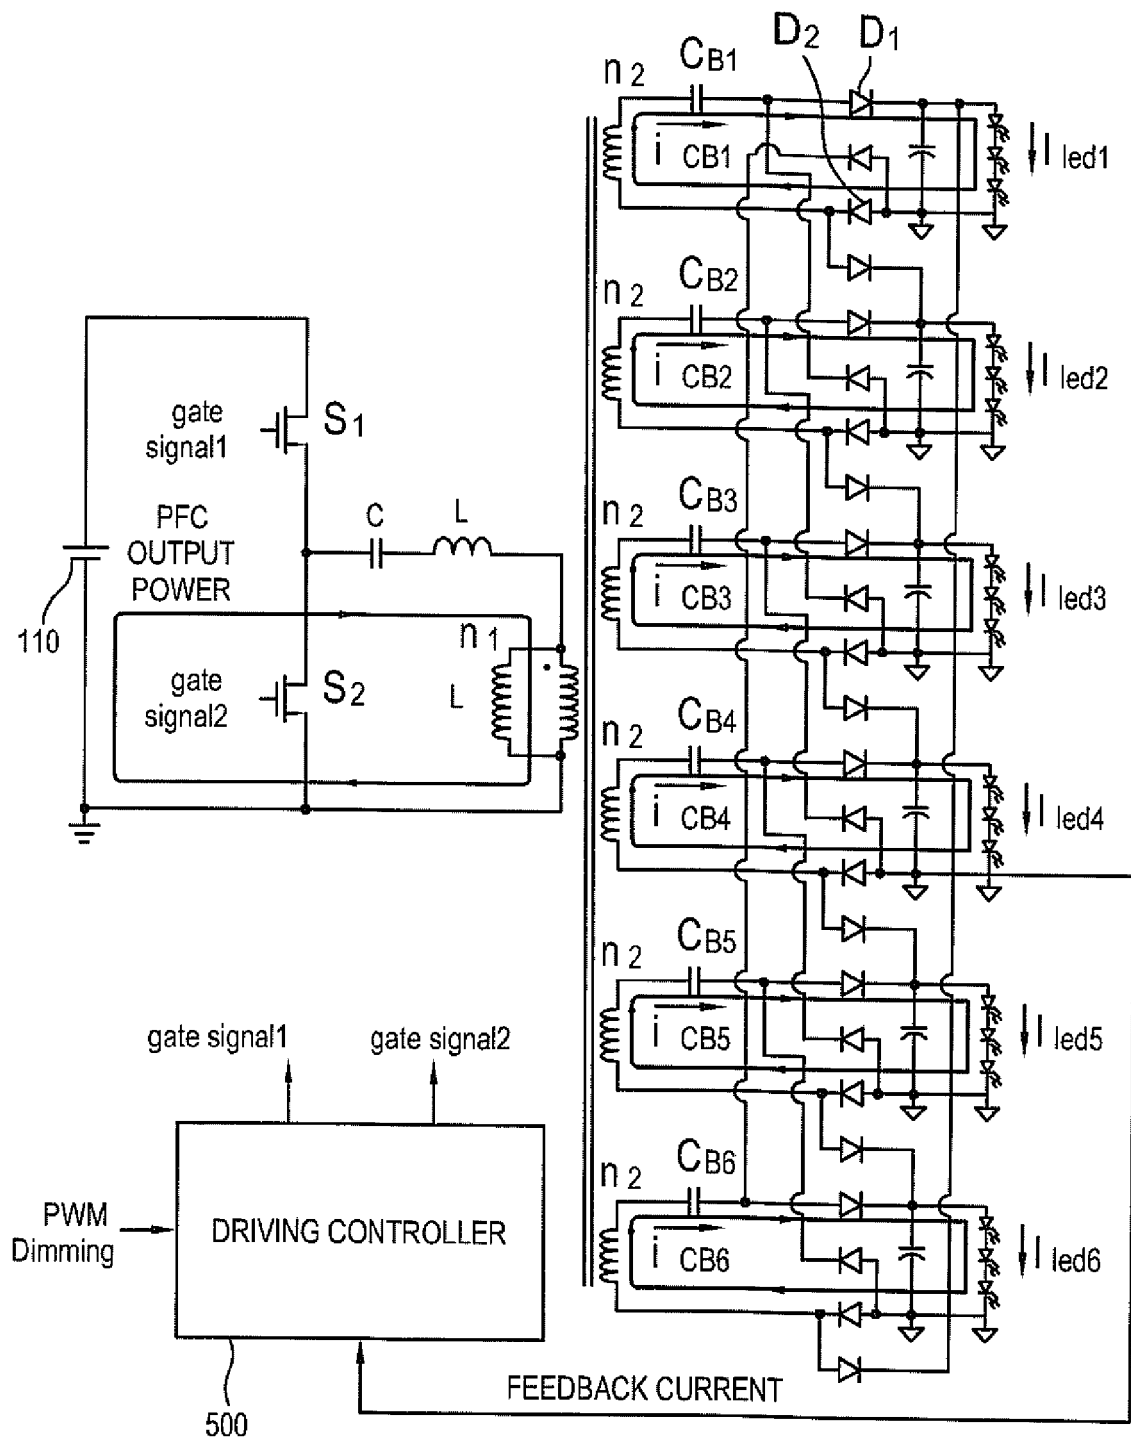 D2
D1
n2
CB1
i CB1
I led1
n2
CB2
i CB2
I led2
gate
signal1
S1
PFC
OUTPUT
POWER
C
L
110
n1
L
gate
signal2
S2
n2
CB3
i CB3
I led3
n2
CB4
i CB4
I led4
n2
CB5
i CB5
I led5
n2
CB6
i CB6
I led6
gate signal1
gate signal2
PWM
Dimming
DRIVING CONTROLLER
500
FEEDBACK CURRENT